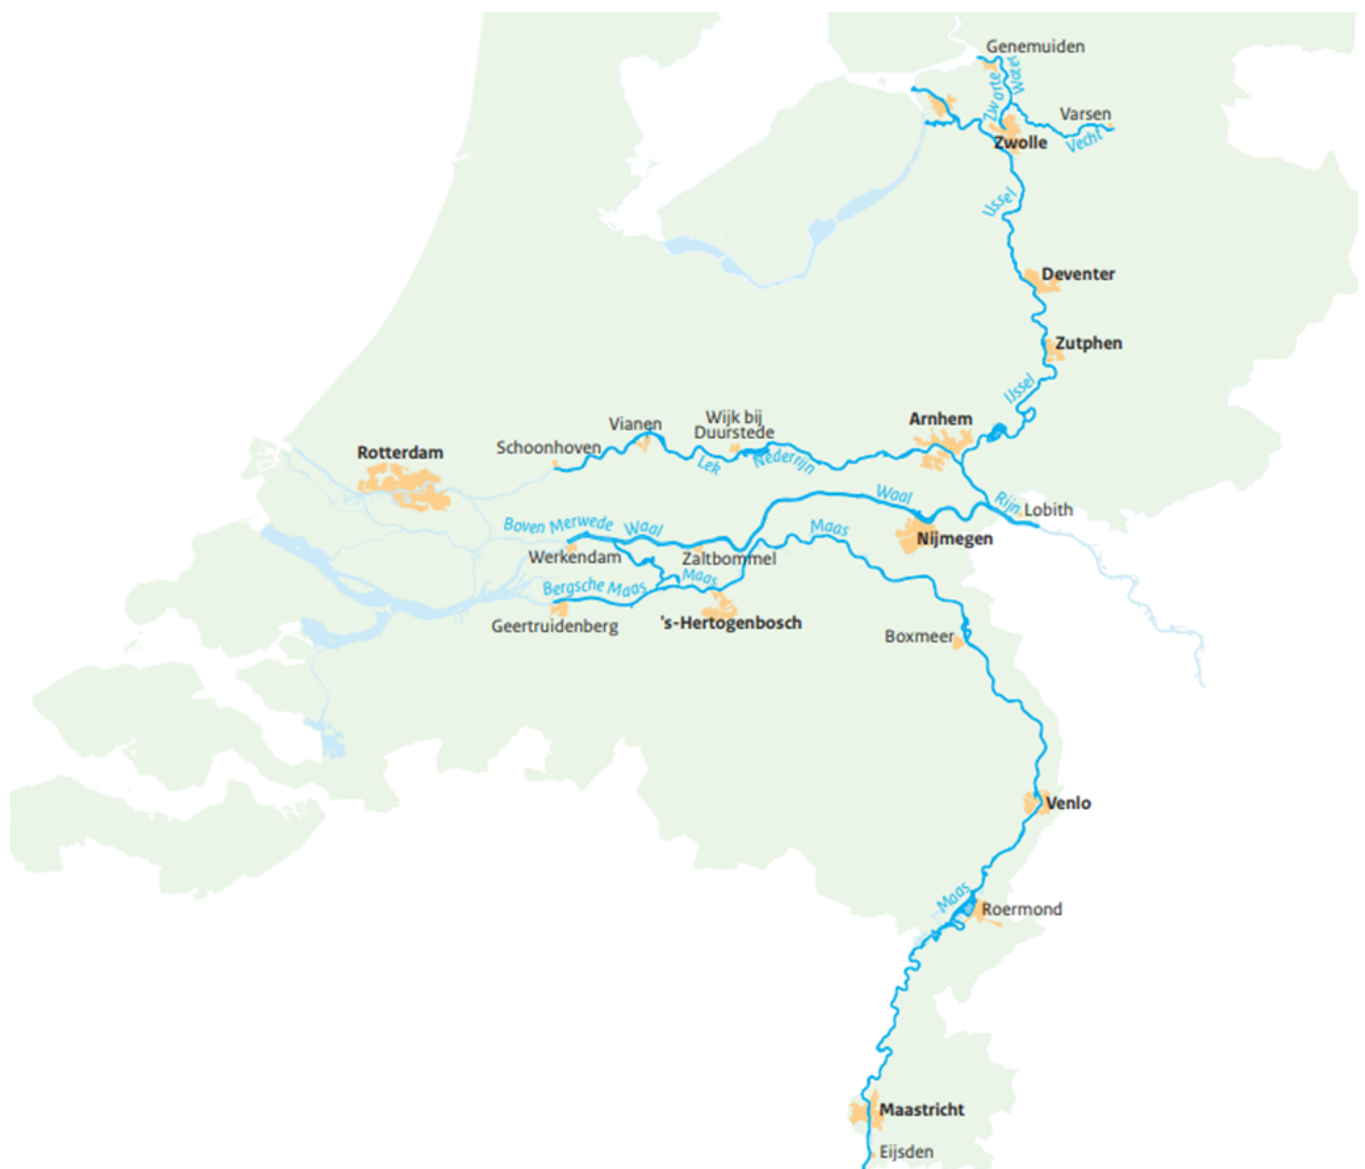 Genemuiden
Zwarte
Water
Varsen
Vecht
Zwolle
IJssel
Deventer
Zutphen
IJssel
Arnhem
Wijk bij
Duurstede
Vianen
Schoonhoven
Rotterdam
Lek
Nederrijn
Waal
Rijn
Lobith
Boven Merwede
Waal
Maas
Nijmegen
Werkendam
Zaltbommel
Maas
Bergsche Maas
Geertruidenberg
's-Hertogenbosch
Boxmeer
Venlo
Maas
Roermond
Maastricht
Eijsden